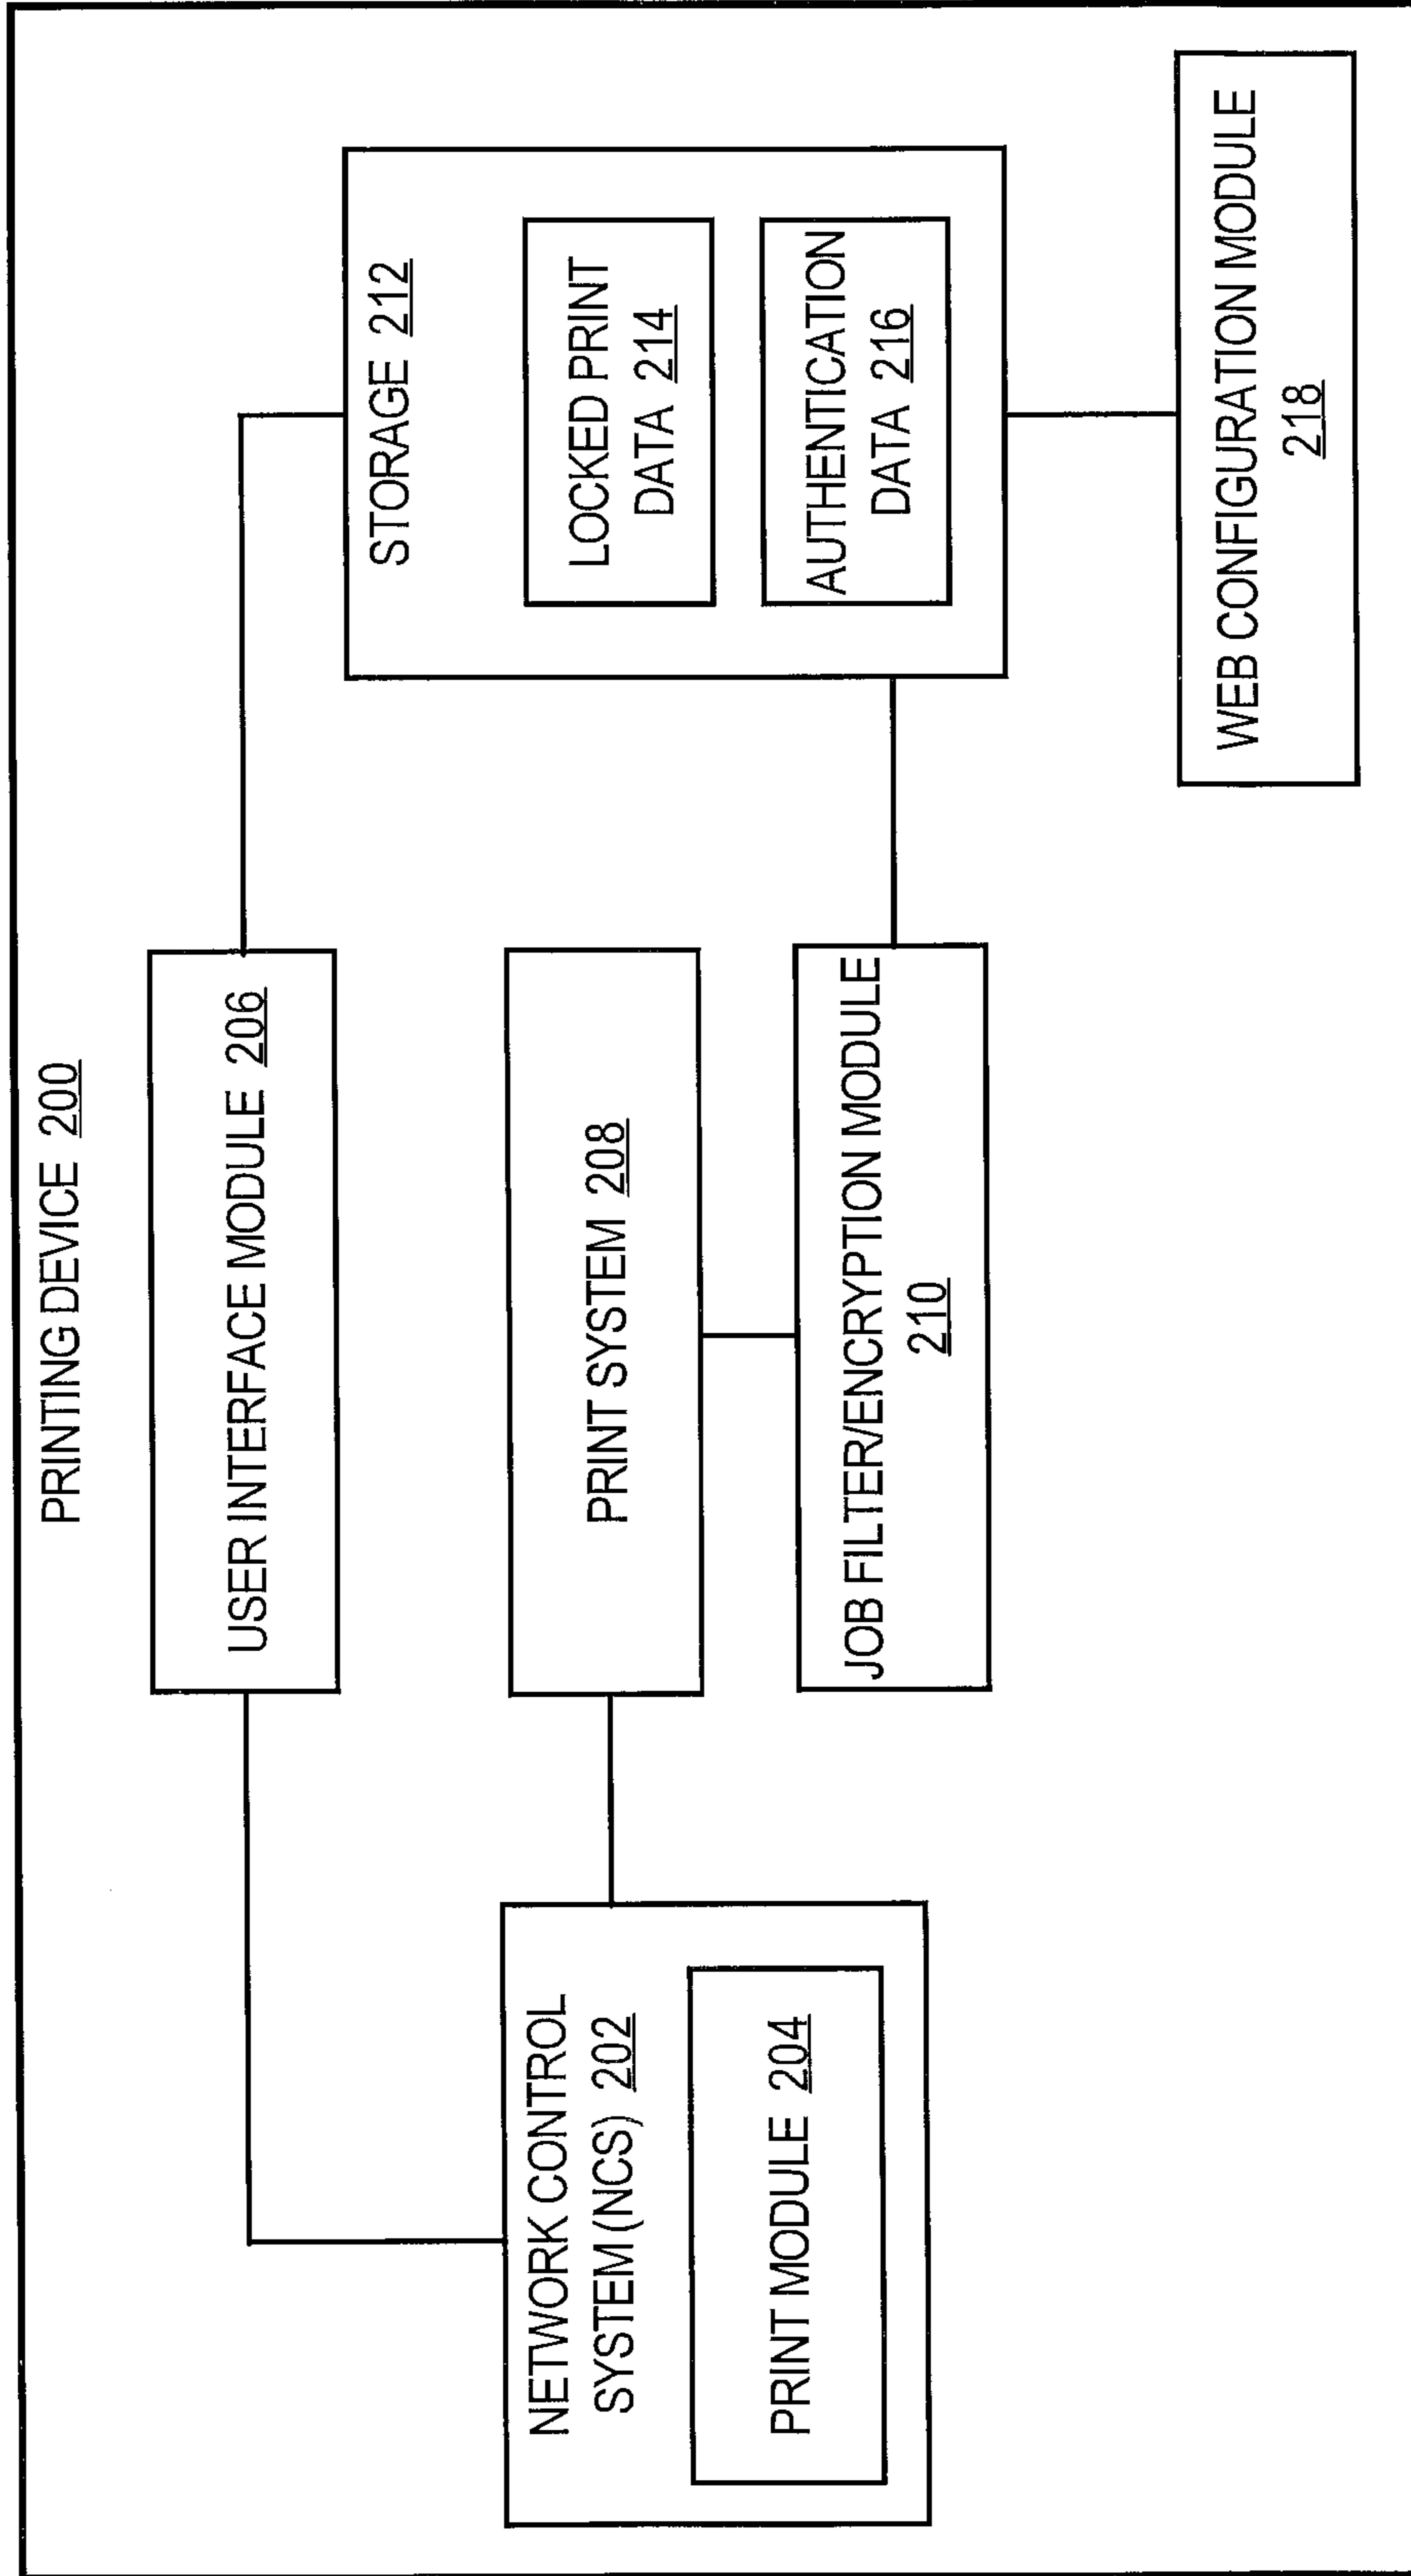 PRINTING DEVICE 200
USER INTERFACE MODULE 206
NETWORK CONTROL
SYSTEM (NCS) 202
PRINT MODULE 204
PRINT SYSTEM 208
JOB FILTER/ENCRYPTION MODULE
210
STORAGE 212
LOCKED PRINT
DATA 214
AUTHENTICATION
DATA 216
WEB CONFIGURATION MODULE
218